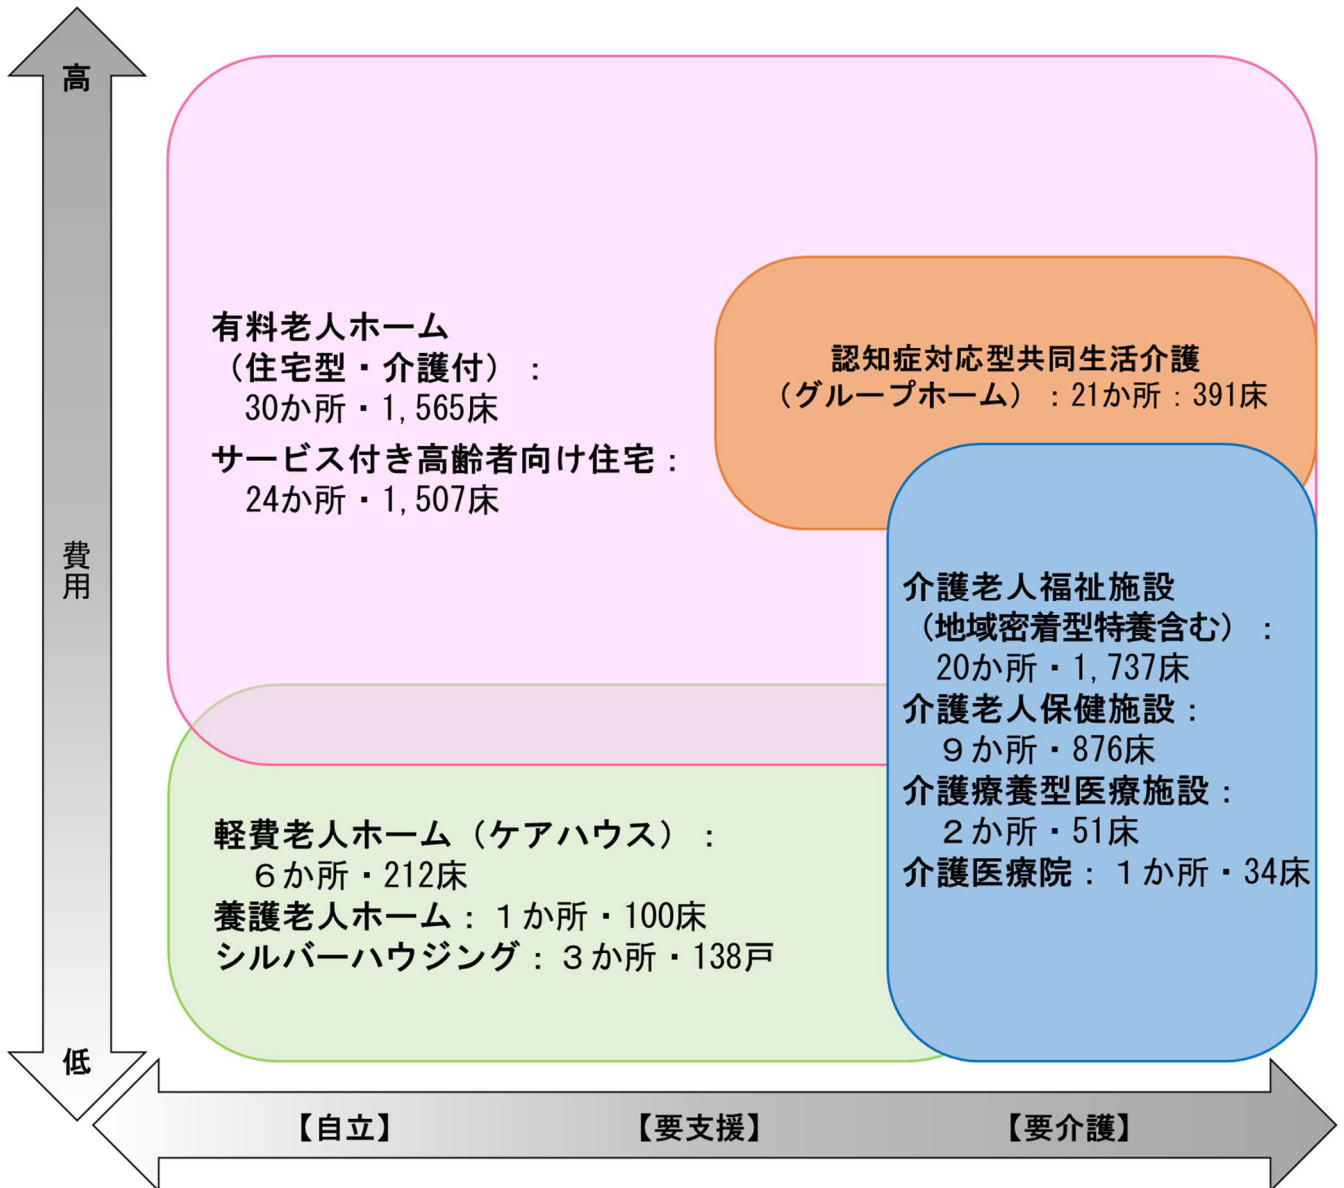 高
有料老人ホーム
（住宅型・介護付）：
30か所・1,565床
サービス付き高齢者向け住宅：
24か所・1,507床
認知症対応型共同生活介護
（グループホーム）：21か所：391床
費用
介護老人福祉施設
（地域密着型特養含む）：
20か所・1,737床
介護老人保健施設：
９か所・876床
介護療養型医療施設：
２か所・51床
介護医療院：１か所・34床
軽費老人ホーム（ケアハウス）：
６か所・212床
養護老人ホーム：１か所・100床
シルバーハウジング：３か所・138戸
低
【自立】
【要支援】
【要介護】